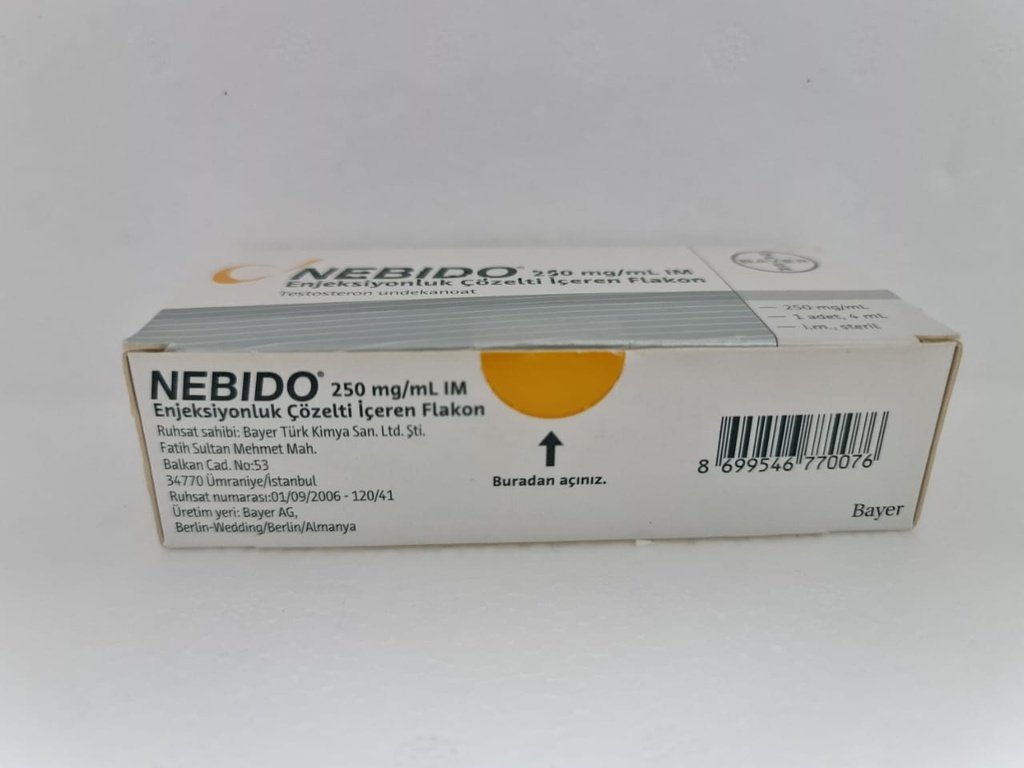 NEBIDO® 250 mg/mL IM
Enjeksiyonluk Çözelti İçeren Flakon
Testosteron undekanoat
BAYER
— 250 mg/mL
— 1 adet, 4 mL
— i.m., steril
NEBIDO® 250 mg/mL IM
Enjeksiyonluk Çözelti İçeren Flakon
Ruhsat sahibi: Bayer Türk Kimya San. Ltd. Şti.
Fatih Sultan Mehmet Mah.
Balkan Cad. No:53
34770 Ümraniye/İstanbul
Ruhsat numarası:01/09/2006 - 120/41
Üretim yeri: Bayer AG,
Berlin-Wedding/Berlin/Almanya
Buradan açınız.
8 699546 770076
Bayer